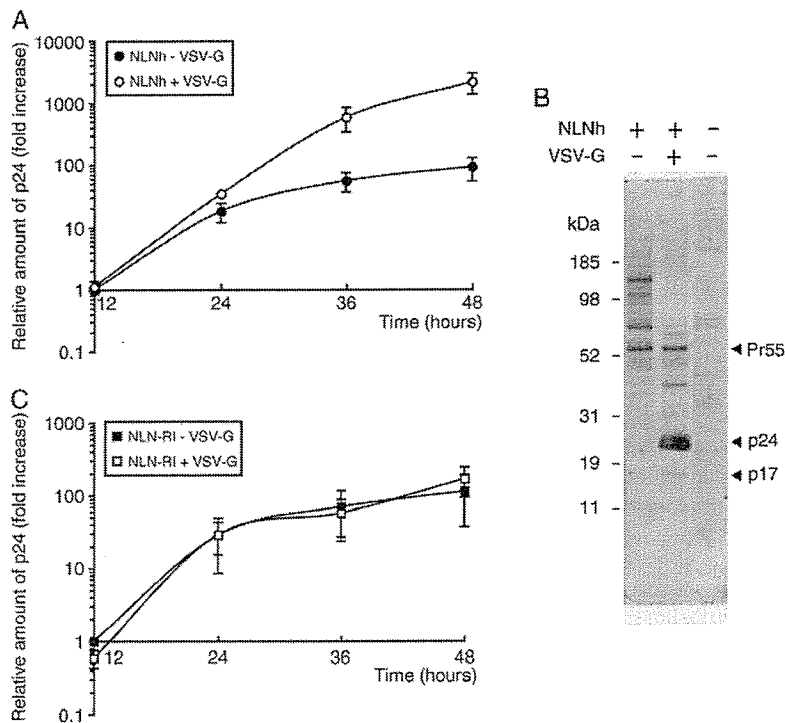 A
Relative amount of p24 (fold increase)
10000
1000
100
10
1
0.1
NLNh - VSV-G
NLNh + VSV-G
12
24
36
48
Time (hours)
B
NLNh + + -
VSV-G - + -
kDa
185 -
98 -
52 -
31 -
19 -
11 -
Pr55
p24
p17
C
Relative amount of p24 (fold increase)
1000
100
10
1
0.1
NLN-RI - VSV-G
NLN-RI + VSV-G
12
24
36
48
Time (hours)